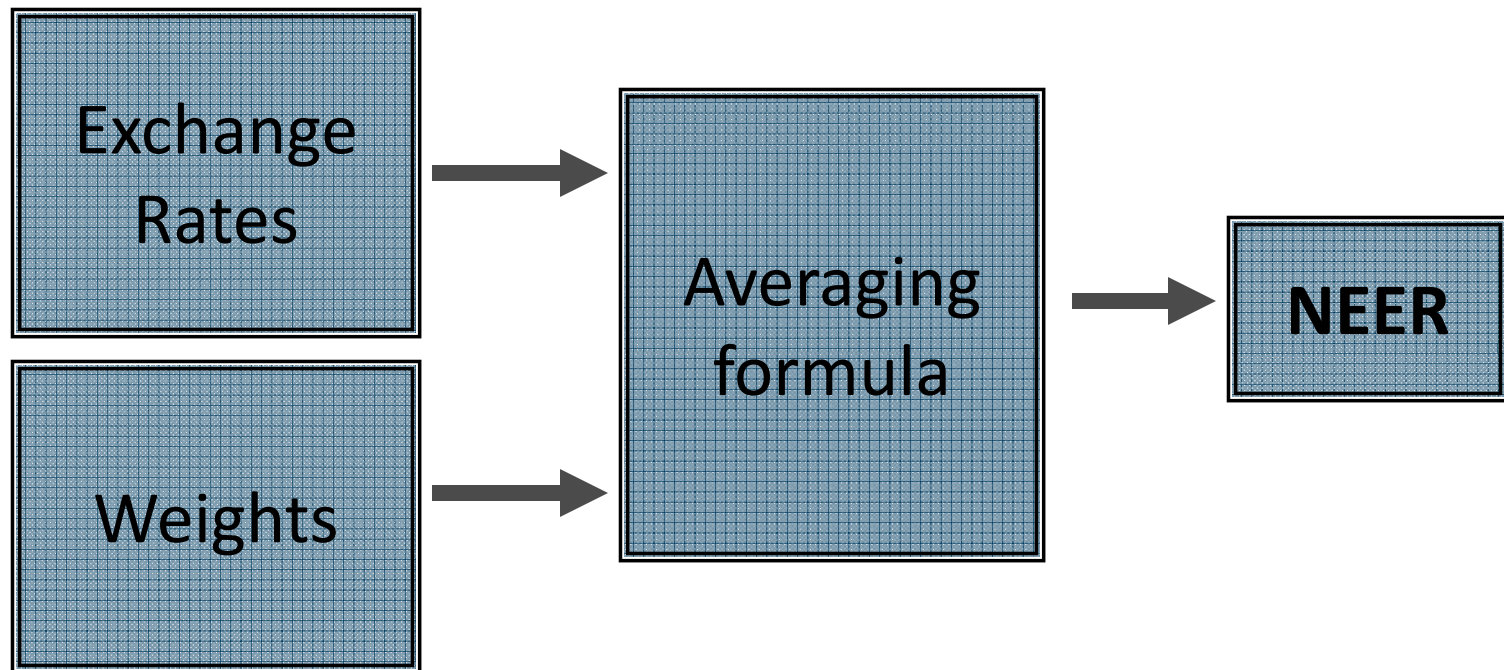 Exchange
Rates
Weights
Averaging
formula
NEER